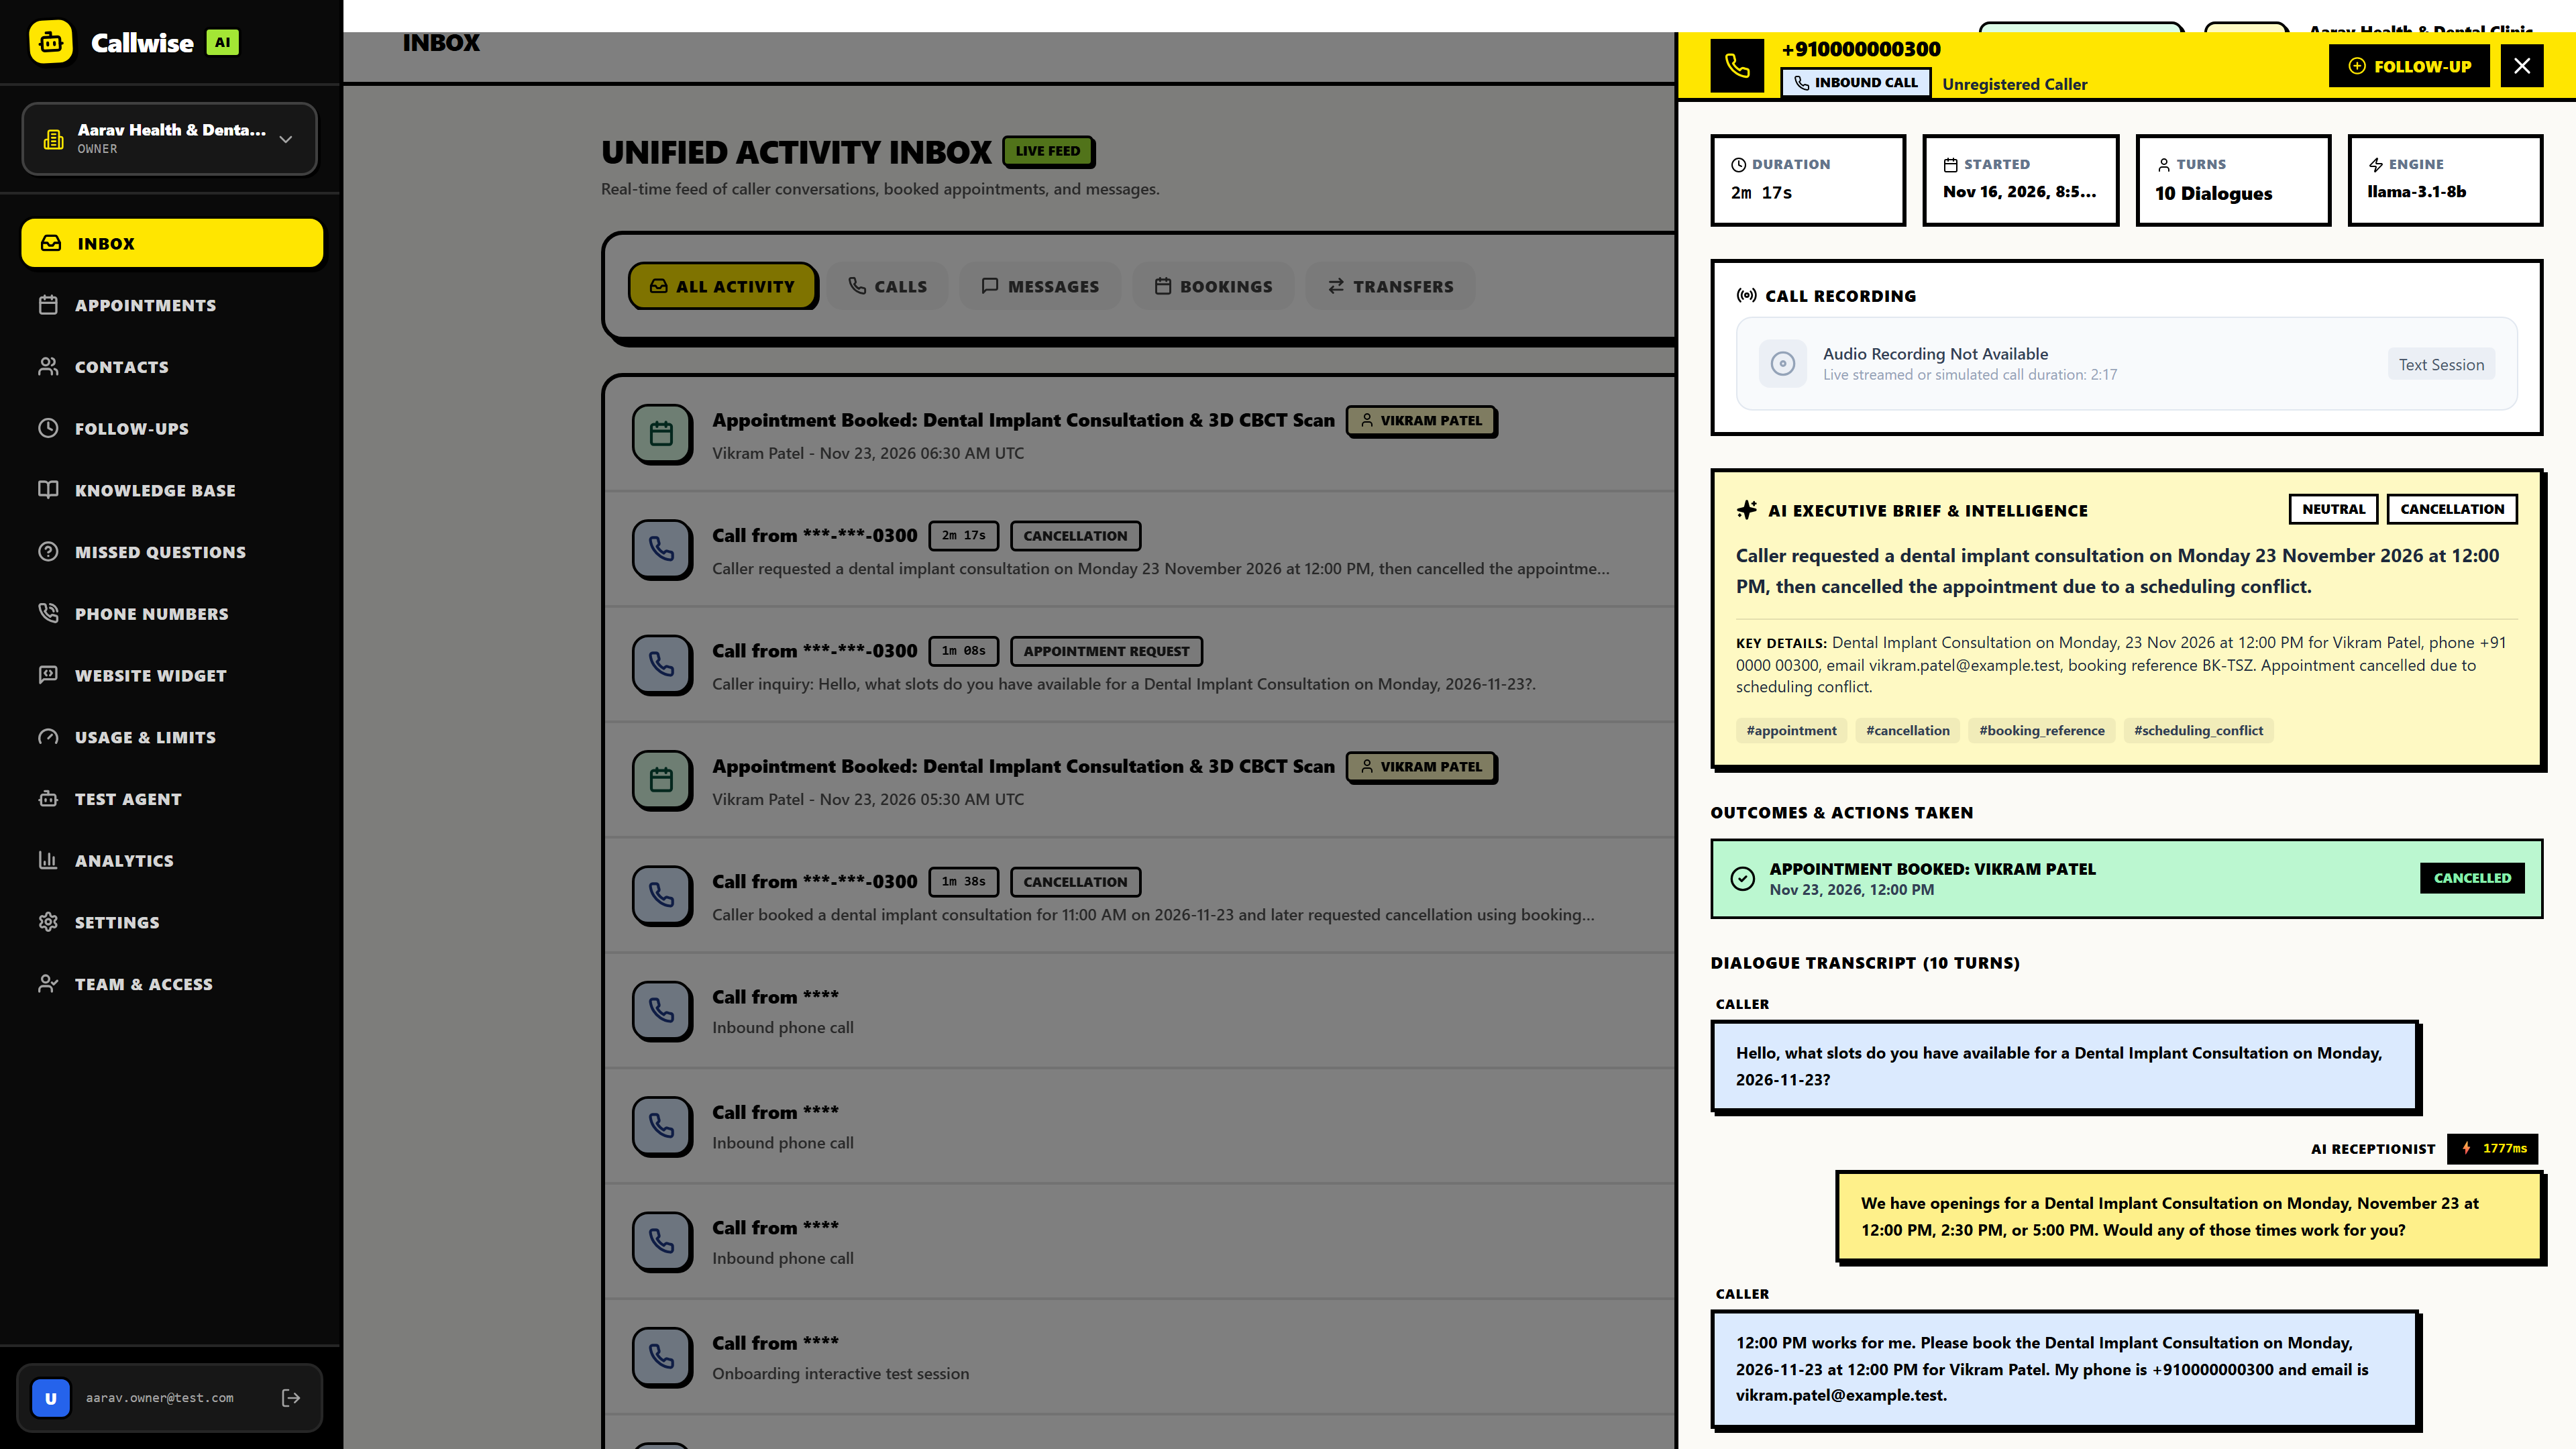 Callwise AI
Aarav Health & Denta...
OWNER
INBOX
APPOINTMENTS
CONTACTS
FOLLOW-UPS
KNOWLEDGE BASE
MISSED QUESTIONS
PHONE NUMBERS
WEBSITE WIDGET
USAGE & LIMITS
TEST AGENT
ANALYTICS
SETTINGS
TEAM & ACCESS
U
aarav.owner@test.com
INBOX
Aarav Health & Dental Clinic
UNIFIED ACTIVITY INBOX LIVE FEED
Real-time feed of caller conversations, booked appointments, and messages.
ALL ACTIVITY CALLS MESSAGES BOOKINGS TRANSFERS
Appointment Booked: Dental Implant Consultation & 3D CBCT Scan VIKRAM PATEL
Vikram Patel - Nov 23, 2026 06:30 AM UTC
Call from ***-***-0300 2m 17s CANCELLATION
Caller requested a dental implant consultation on Monday 23 November 2026 at 12:00 PM, then cancelled the appointme...
Call from ***-***-0300 1m 08s APPOINTMENT REQUEST
Caller inquiry: Hello, what slots do you have available for a Dental Implant Consultation on Monday, 2026-11-23?.
Appointment Booked: Dental Implant Consultation & 3D CBCT Scan VIKRAM PATEL
Vikram Patel - Nov 23, 2026 05:30 AM UTC
Call from ***-***-0300 1m 38s CANCELLATION
Caller booked a dental implant consultation for 11:00 AM on 2026-11-23 and later requested cancellation using booking...
Call from ****
Inbound phone call
Call from ****
Inbound phone call
Call from ****
Inbound phone call
Call from ****
Onboarding interactive test session
+910000000300
INBOUND CALL Unregistered Caller
FOLLOW-UP
DURATION
2m 17s
STARTED
Nov 16, 2026, 8:5...
TURNS
10 Dialogues
ENGINE
llama-3.1-8b
CALL RECORDING
Audio Recording Not Available
Live streamed or simulated call duration: 2:17
Text Session
AI EXECUTIVE BRIEF & INTELLIGENCE NEUTRAL CANCELLATION
Caller requested a dental implant consultation on Monday 23 November 2026 at 12:00
PM, then cancelled the appointment due to a scheduling conflict.
KEY DETAILS: Dental Implant Consultation on Monday, 23 Nov 2026 at 12:00 PM for Vikram Patel, phone +91
0000 00300, email vikram.patel@example.test, booking reference BK-TSZ. Appointment cancelled due to
scheduling conflict.
#appointment #cancellation #booking_reference #scheduling_conflict
OUTCOMES & ACTIONS TAKEN
APPOINTMENT BOOKED: VIKRAM PATEL
Nov 23, 2026, 12:00 PM
CANCELLED
DIALOGUE TRANSCRIPT (10 TURNS)
CALLER
Hello, what slots do you have available for a Dental Implant Consultation on Monday,
2026-11-23?
AI RECEPTIONIST 1777ms
We have openings for a Dental Implant Consultation on Monday, November 23 at
12:00 PM, 2:30 PM, or 5:00 PM. Would any of those times work for you?
CALLER
12:00 PM works for me. Please book the Dental Implant Consultation on Monday,
2026-11-23 at 12:00 PM for Vikram Patel. My phone is +910000000300 and email is
vikram.patel@example.test.